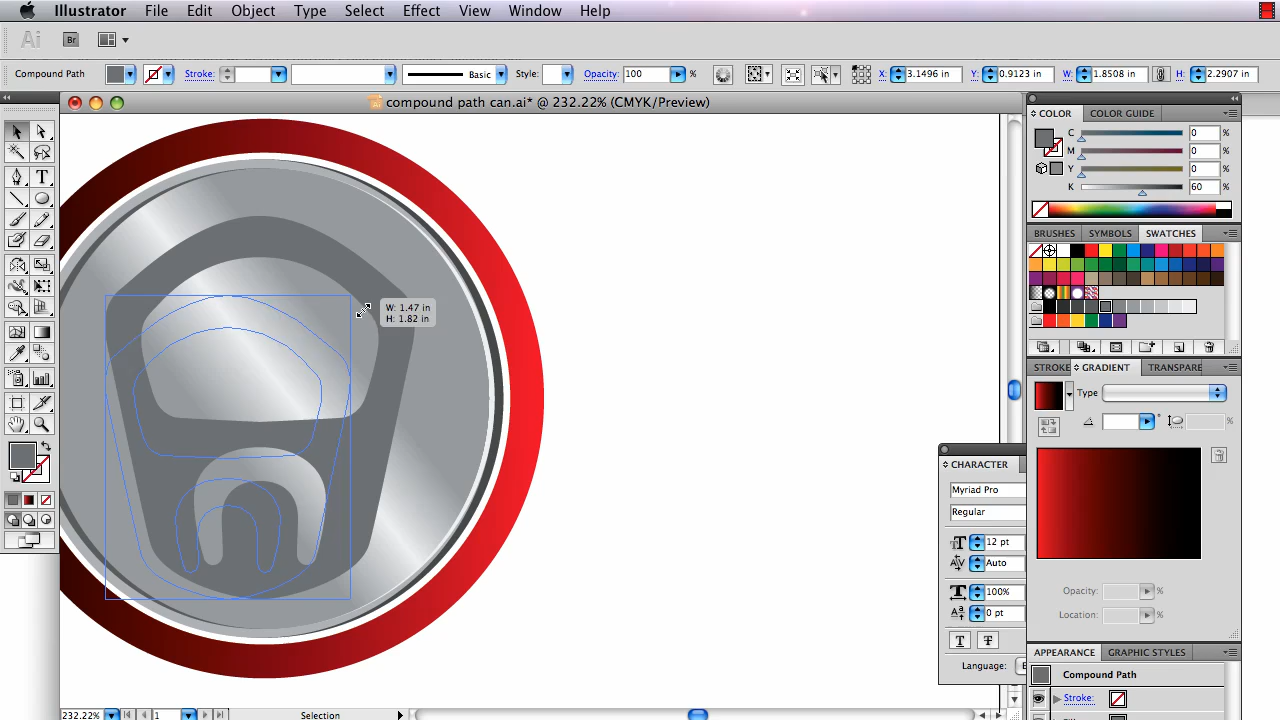 Illustrator File Edit Object Type Select Effect View Window Help
Ai Br
Compound Path Stroke: Basic Style: Opacity: 100 % X: 3.1496 in Y: 0.9123 in W: 1.8508 in H: 2.2907 in
compound path can.ai* @ 232.22% (CMYK/Preview)
COLOR COLOR GUIDE
C 0 %
M 0 %
Y 0 %
K 60 %
BRUSHES SYMBOLS SWATCHES
W: 1.47 in
H: 1.82 in
STROKE GRADIENT TRANSPARE
Type
°
%
CHARACTER
Myriad Pro
Regular
12 pt
Auto
100%
0 pt
T T
Language:
Opacity: %
Location: %
APPEARANCE GRAPHIC STYLES
Compound Path
Stroke:
232.22% 1 Selection